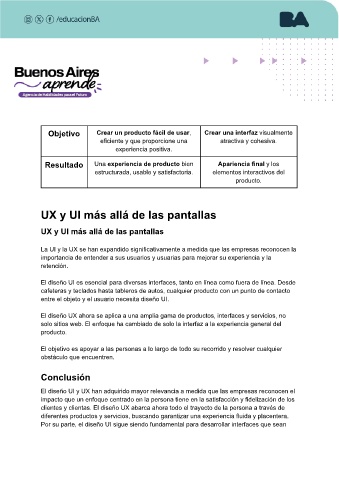 /educacionBA
BA
Buenos Aires
aprende
Agencia de Habilidades para el Futuro
Objetivo
Crear un producto fácil de usar,
eficiente y que proporcione una
experiencia positiva.
Crear una interfaz visualmente
atractiva y cohesiva.
Resultado
Una experiencia de producto bien
estructurada, usable y satisfactoria.
Apariencia final y los
elementos interactivos del
producto.
UX y UI más allá de las pantallas
UX y UI más allá de las pantallas
La UI y la UX se han expandido significativamente a medida que las empresas reconocen la
importancia de entender a sus usuarios y usuarias para mejorar su experiencia y la
retención.
El diseño UI es esencial para diversas interfaces, tanto en línea como fuera de línea. Desde
cafeteras y teclados hasta tableros de autos, cualquier producto con un punto de contacto
entre el objeto y el usuario necesita diseño UI.
El diseño UX ahora se aplica a una amplia gama de productos, interfaces y servicios, no
solo sitios web. El enfoque ha cambiado de solo la interfaz a la experiencia general del
producto.
El objetivo es apoyar a las personas a lo largo de todo su recorrido y resolver cualquier
obstáculo que encuentren.
Conclusión
El diseño UI y UX han adquirido mayor relevancia a medida que las empresas reconocen el
impacto que un enfoque centrado en la persona tiene en la satisfacción y fidelización de los
clientes y clientas. El diseño UX abarca ahora todo el trayecto de la persona a través de
diferentes productos y servicios, buscando garantizar una experiencia fluida y placentera.
Por su parte, el diseño UI sigue siendo fundamental para desarrollar interfaces que sean